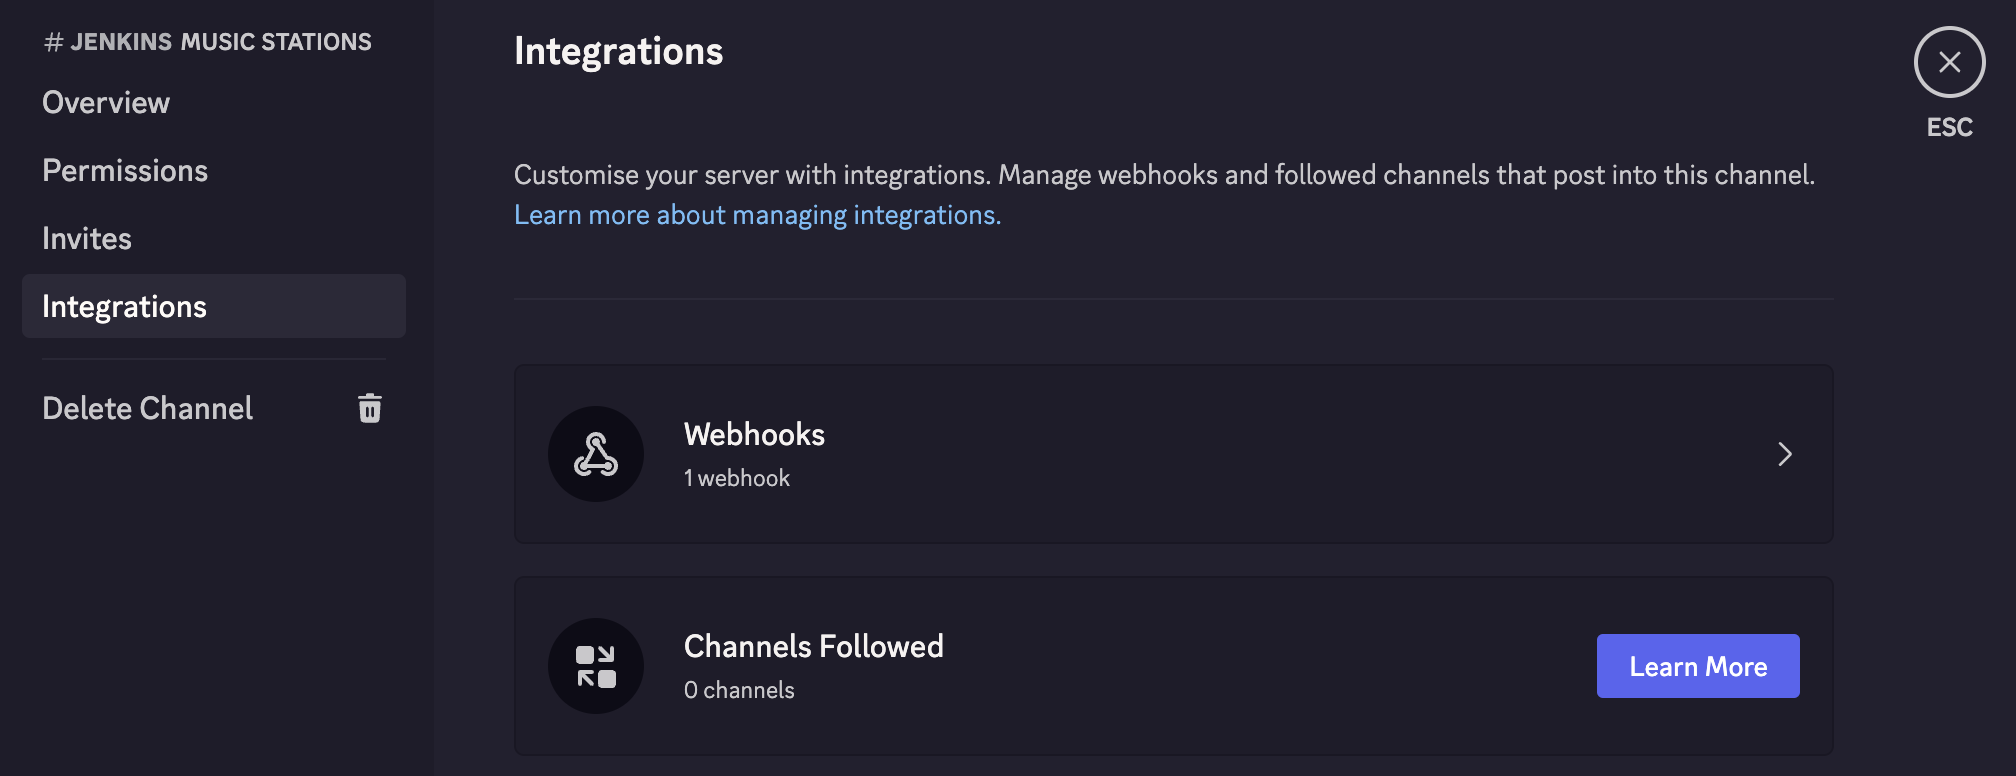 # JENKINS MUSIC STATIONS
Overview
Permissions
Invites
Integrations
Delete Channel
Integrations
Customise your server with integrations. Manage webhooks and followed channels that post into this channel.
Learn more about managing integrations.
Webhooks
1 webhook
Channels Followed
0 channels
Learn More
ESC